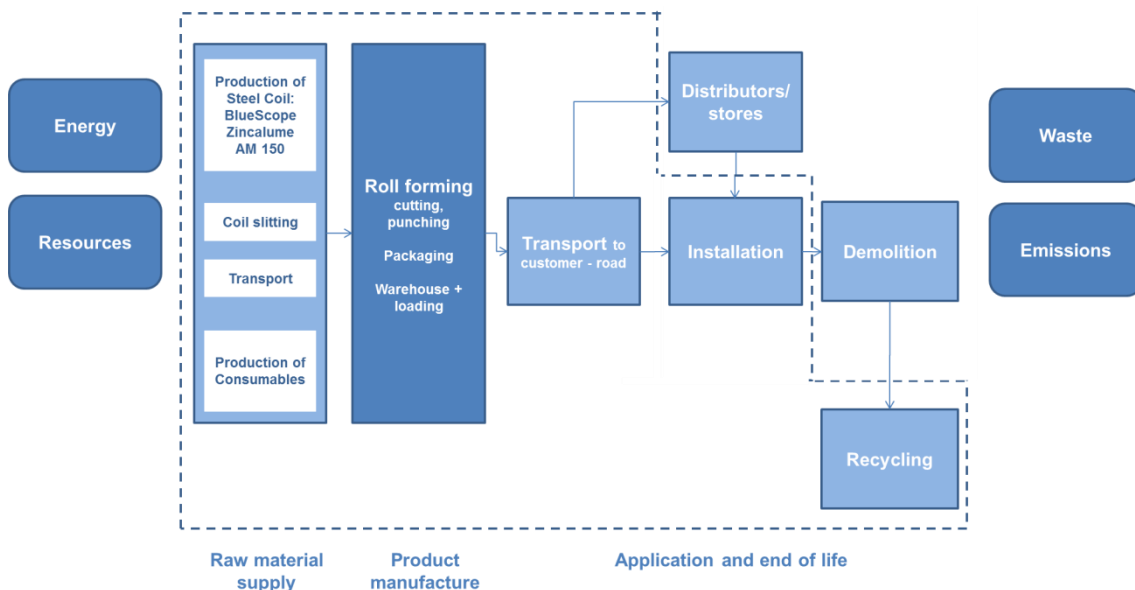 Energy
Resources
Production of
Steel Coil:
BlueScope
Zincalume
AM 150
Coil slitting
Transport
Production of
Consumables
Roll forming
cutting,
punching
Packaging
Warehouse +
loading
Transport to
customer - road
Distributors/
stores
Installation
Demolition
Recycling
Waste
Emissions
Raw material
supply
Product
manufacture
Application and end of life